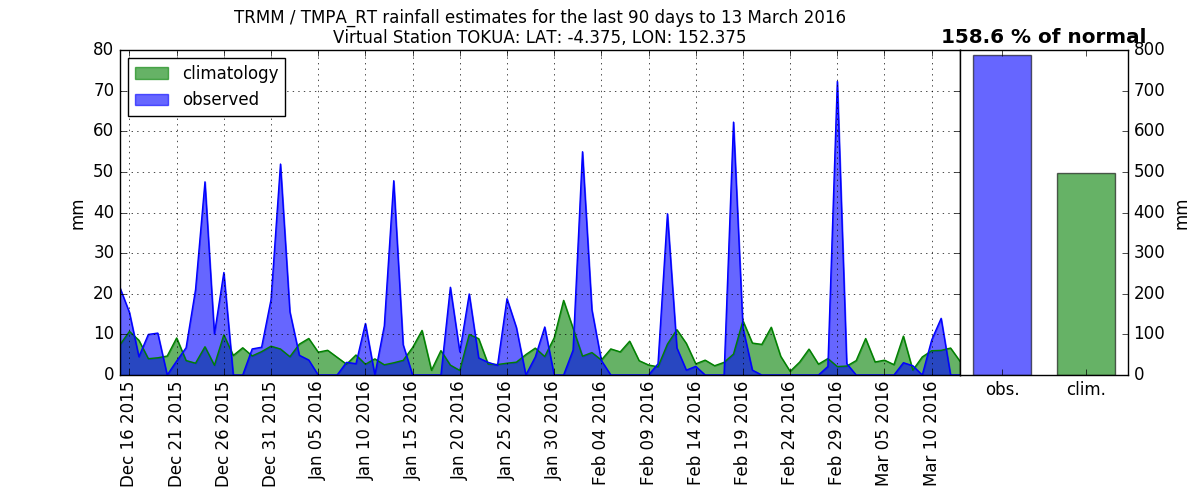 TRMM / TMPA_RT rainfall estimates for the last 90 days to 13 March 2016
Virtual Station TOKUA: LAT: -4.375, LON: 152.375
158.6 % of normal
climatology
observed
mm
80
70
60
50
40
30
20
10
0
Dec 16 2015
Dec 21 2015
Dec 26 2015
Dec 31 2015
Jan 05 2016
Jan 10 2016
Jan 15 2016
Jan 20 2016
Jan 25 2016
Jan 30 2016
Feb 04 2016
Feb 09 2016
Feb 14 2016
Feb 19 2016
Feb 24 2016
Feb 29 2016
Mar 05 2016
Mar 10 2016
obs.
clim.
800
700
600
500
400
300
200
100
0
mm